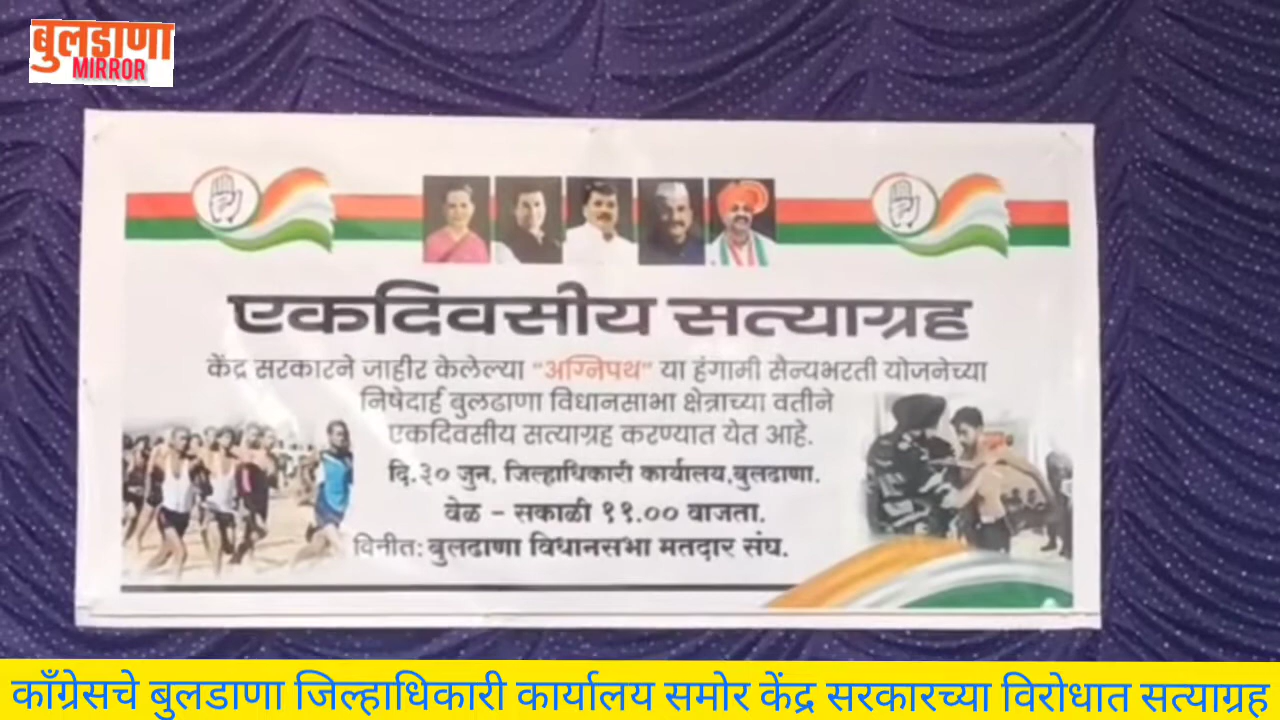 बुलडाणा
MIRROR
एकदिवसीय सत्याग्रह
केंद्र सरकारने जाहीर केलेल्या "अग्निपथ" या हंगामी सैन्यभरती योजनेच्या
निषेदार्ह बुलढाणा विधानसाभा क्षेत्राच्या वतीने
एकदिवसीय सत्याग्रह करण्यात येत आहे.
दि.३० जुन, जिल्हाधिकारी कार्यालय,बुलढाणा.
वेळ - सकाळी ११.०० वाजता.
विनीत: बुलढाणा विधानसभा मतदार संघ.
काँग्रेसचे बुलडाणा जिल्हाधिकारी कार्यालय समोर केंद्र सरकारच्या विरोधात सत्याग्रह